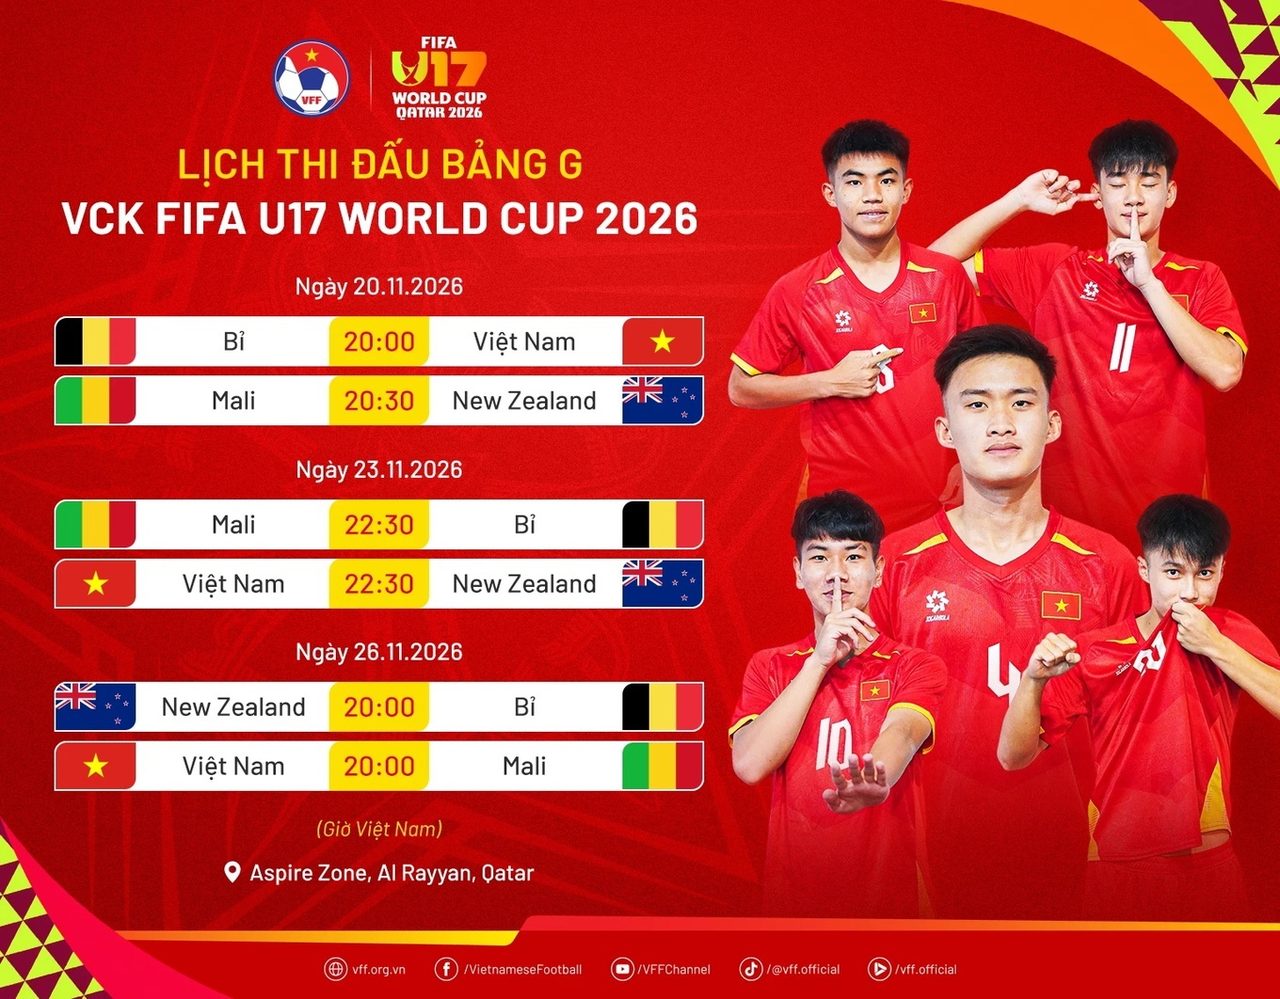 VFF
FIFA
U17
WORLD CUP
QATAR 2026
LỊCH THI ĐẤU BẢNG G
VCK FIFA U17 WORLD CUP 2026
Ngày 20.11.2026
Bỉ 20:00 Việt Nam
Mali 20:30 New Zealand
Ngày 23.11.2026
Mali 22:30 Bỉ
Việt Nam 22:30 New Zealand
Ngày 26.11.2026
New Zealand 20:00 Bỉ
Việt Nam 20:00 Mali
(Giờ Việt Nam)
Aspire Zone, Al Rayyan, Qatar
11
4
10
2
vff.org.vn /VietnameseFootball /VFFChannel /@vff.official /vff.official